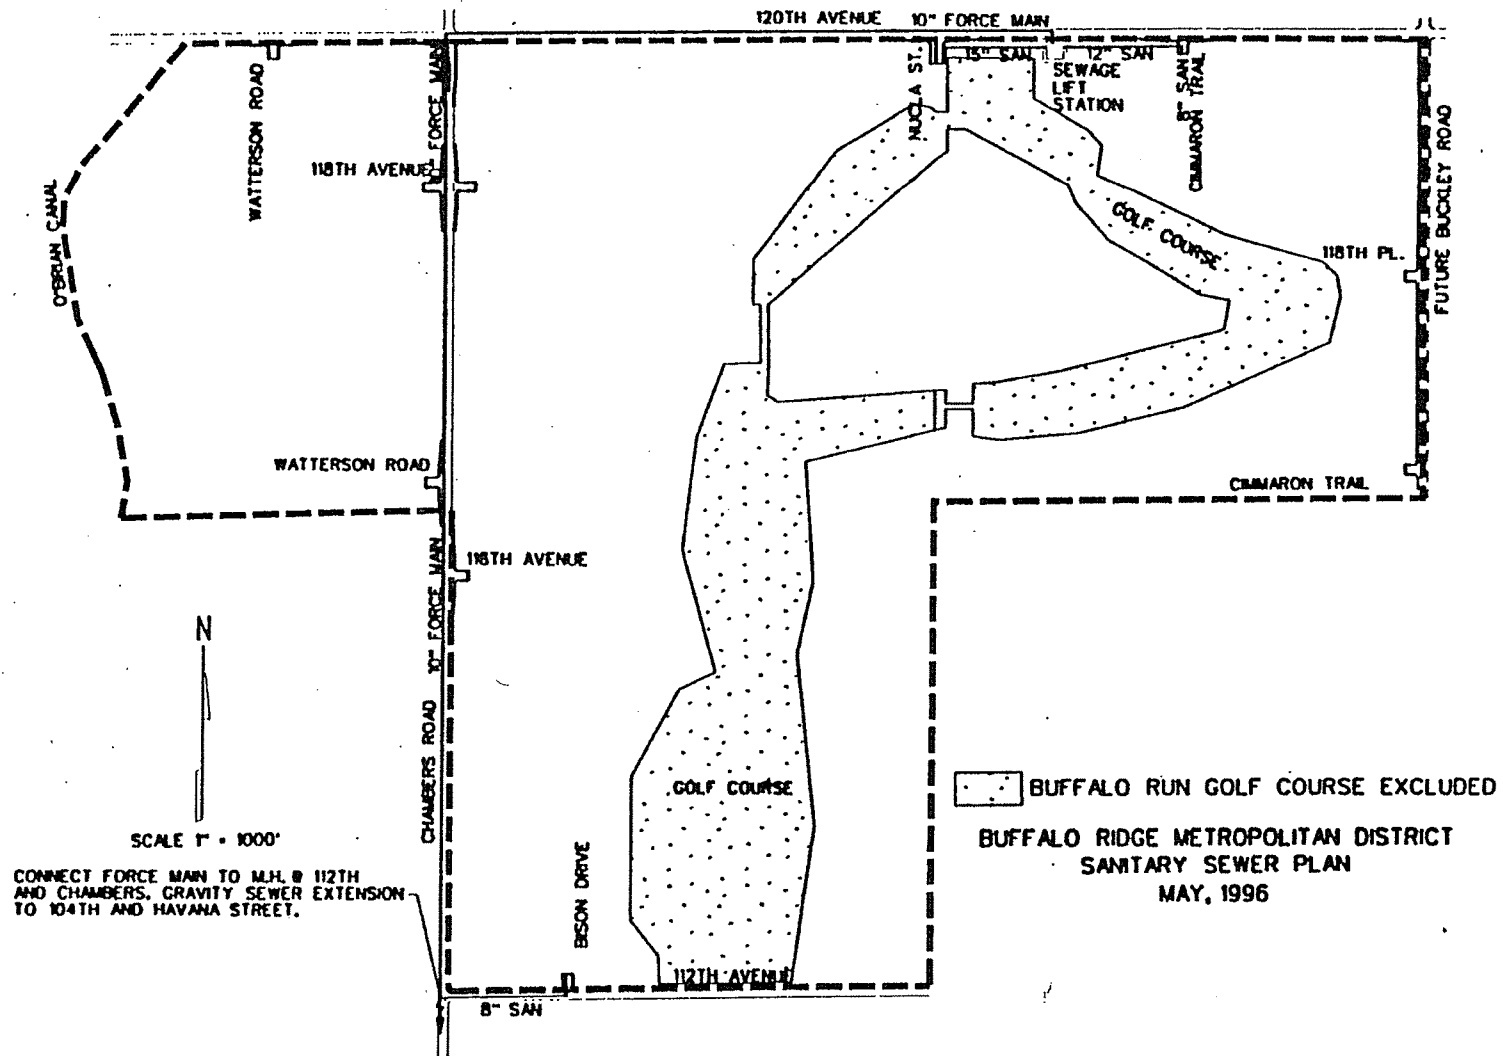 120TH AVENUE
10" FORCE MAIN
15" SAN
12" SAN
SEWAGE
LIFT
STATION
8" SAN
CIMMARON TRAIL
NUCLA ST.
WATTERSON ROAD
FORCE MAIN
118TH AVENUE
O'BRIAN CANAL
FUTURE BUCKLEY ROAD
GOLF COURSE
118TH PL.
WATTERSON ROAD
CIMMARON TRAIL
116TH AVENUE
10" FORCE MAIN
N
CHAMBERS ROAD
GOLF COURSE
BUFFALO RUN GOLF COURSE EXCLUDED
SCALE 1" = 1000'
BUFFALO RIDGE METROPOLITAN DISTRICT
SANITARY SEWER PLAN
MAY, 1996
CONNECT FORCE MAIN TO M.H. @ 112TH
AND CHAMBERS. GRAVITY SEWER EXTENSION
TO 104TH AND HAVANA STREET.
BISON DRIVE
112TH AVENUE
8" SAN